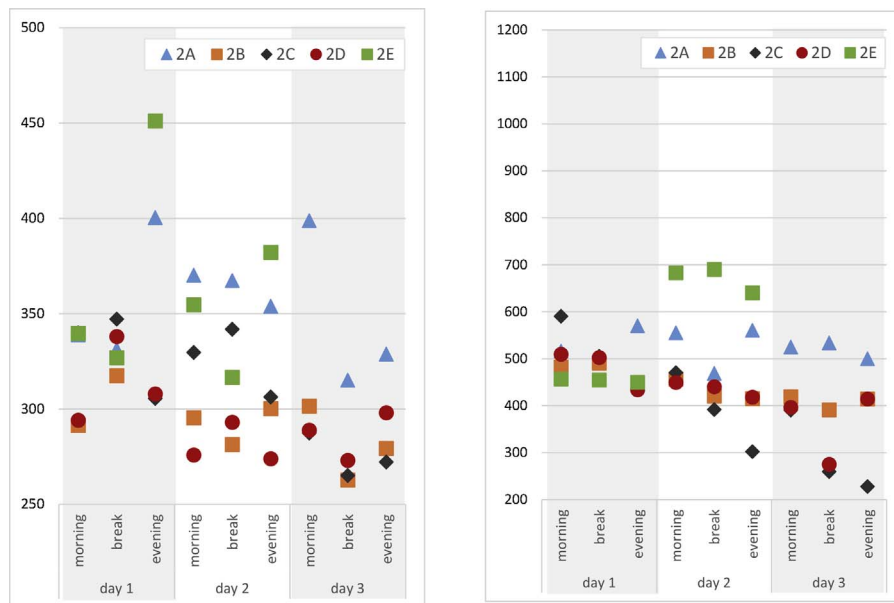 500
450
400
350
300
250
2A 2B 2C 2D 2E
morning break evening morning break evening morning break evening
day 1 day 2 day 3
1200
1100
1000
900
800
700
600
500
400
300
200
2A 2B 2C 2D 2E
morning break evening morning break evening morning break evening
day 1 day 2 day 3